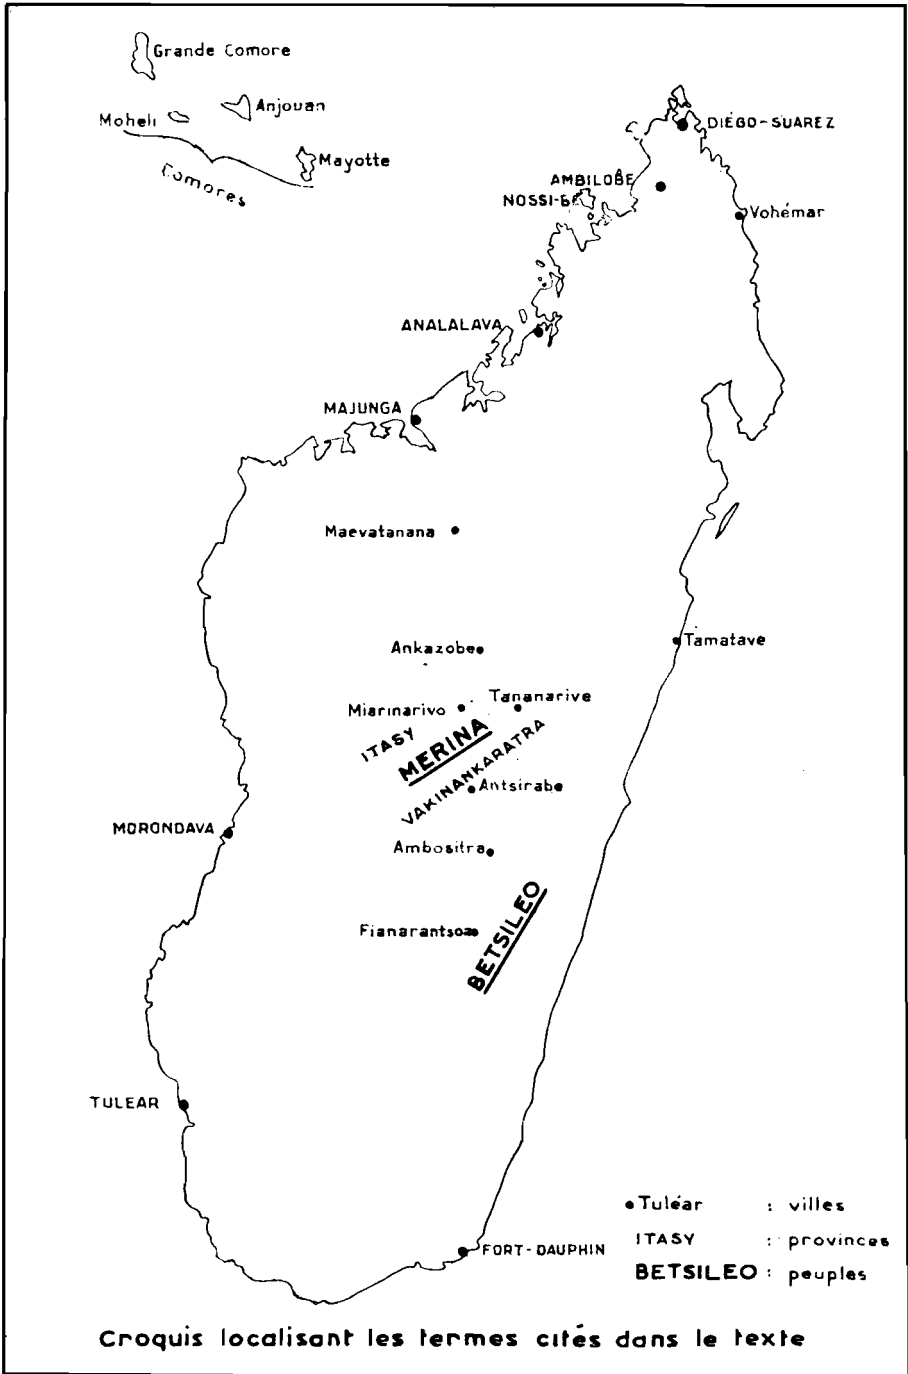 Grande Comore
Anjouan
Moheli
Mayotte
Comores
DIÉGO-SUAREZ
AMBILOBE
NOSSI-BÉ
Vohémar
ANALALAVA
MAJUNGA
Maevatanana
Ankazobe
Tamatave
Miarinarivo
Tananarive
ITASY
MERINA
VAKINANKARATRA
Antsirabe
MORONDAVA
Ambositra
BETSILEO
Fianarantsoa
TULEAR
FORT-DAUPHIN
Tuléar : villes
ITASY : provinces
BETSILEO : peuples
Croquis localisant les termes cités dans le texte